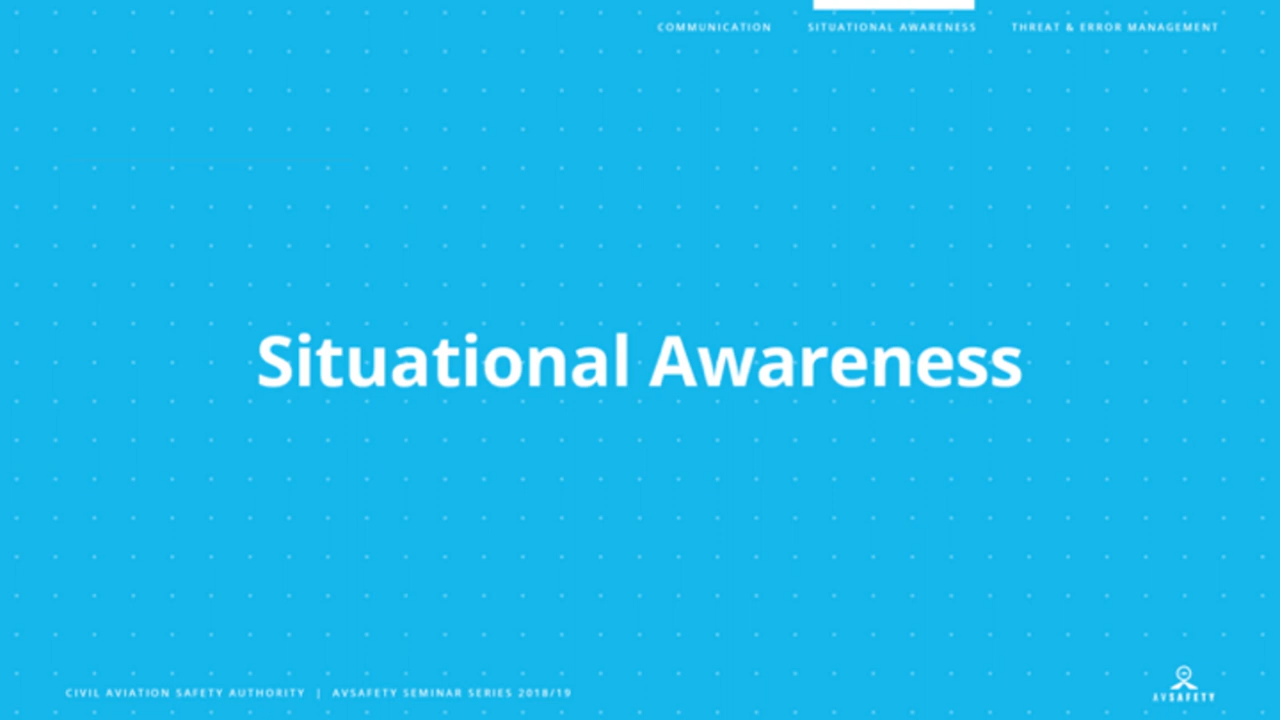 COMMUNICATION SITUATIONAL AWARENESS THREAT & ERROR MANAGEMENT
Situational Awareness
CIVIL AVIATION SAFETY AUTHORITY | AVSAFETY SEMINAR SERIES 2018/19
AVSAFETY